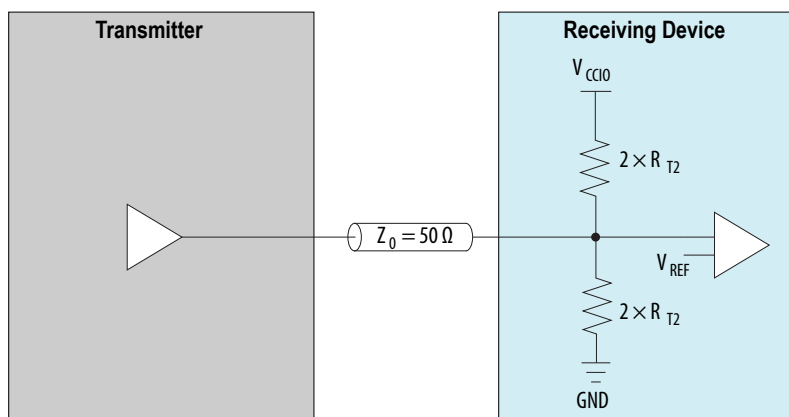 Transmitter
Receiving Device
V CCIO
2 × R T2
Z 0 = 50 Ω
V REF
2 × R T2
GND